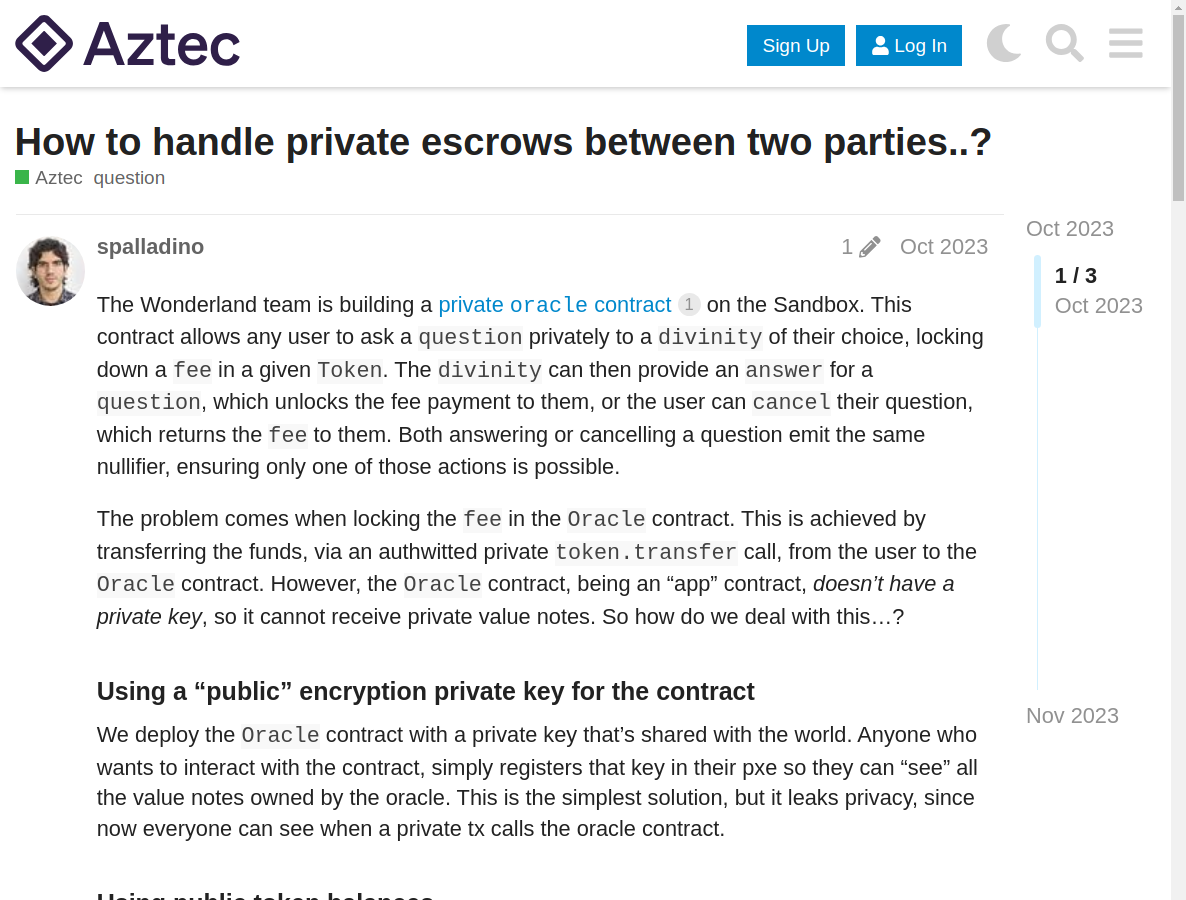 Aztec
Sign Up
Log In
How to handle private escrows between two parties..?
Aztec question
Oct 2023
spalladino
1
Oct 2023
1 / 3
Oct 2023
The Wonderland team is building a private oracle contract 1 on the Sandbox. This
contract allows any user to ask a question privately to a divinity of their choice, locking
down a fee in a given Token. The divinity can then provide an answer for a
question, which unlocks the fee payment to them, or the user can cancel their question,
which returns the fee to them. Both answering or cancelling a question emit the same
nullifier, ensuring only one of those actions is possible.
The problem comes when locking the fee in the Oracle contract. This is achieved by
transferring the funds, via an authwitted private token.transfer call, from the user to the
Oracle contract. However, the Oracle contract, being an “app” contract, doesn’t have a
private key, so it cannot receive private value notes. So how do we deal with this…?
Using a “public” encryption private key for the contract
Nov 2023
We deploy the Oracle contract with a private key that’s shared with the world. Anyone who
wants to interact with the contract, simply registers that key in their pxe so they can “see” all
the value notes owned by the oracle. This is the simplest solution, but it leaks privacy, since
now everyone can see when a private tx calls the oracle contract.
Using public token balances